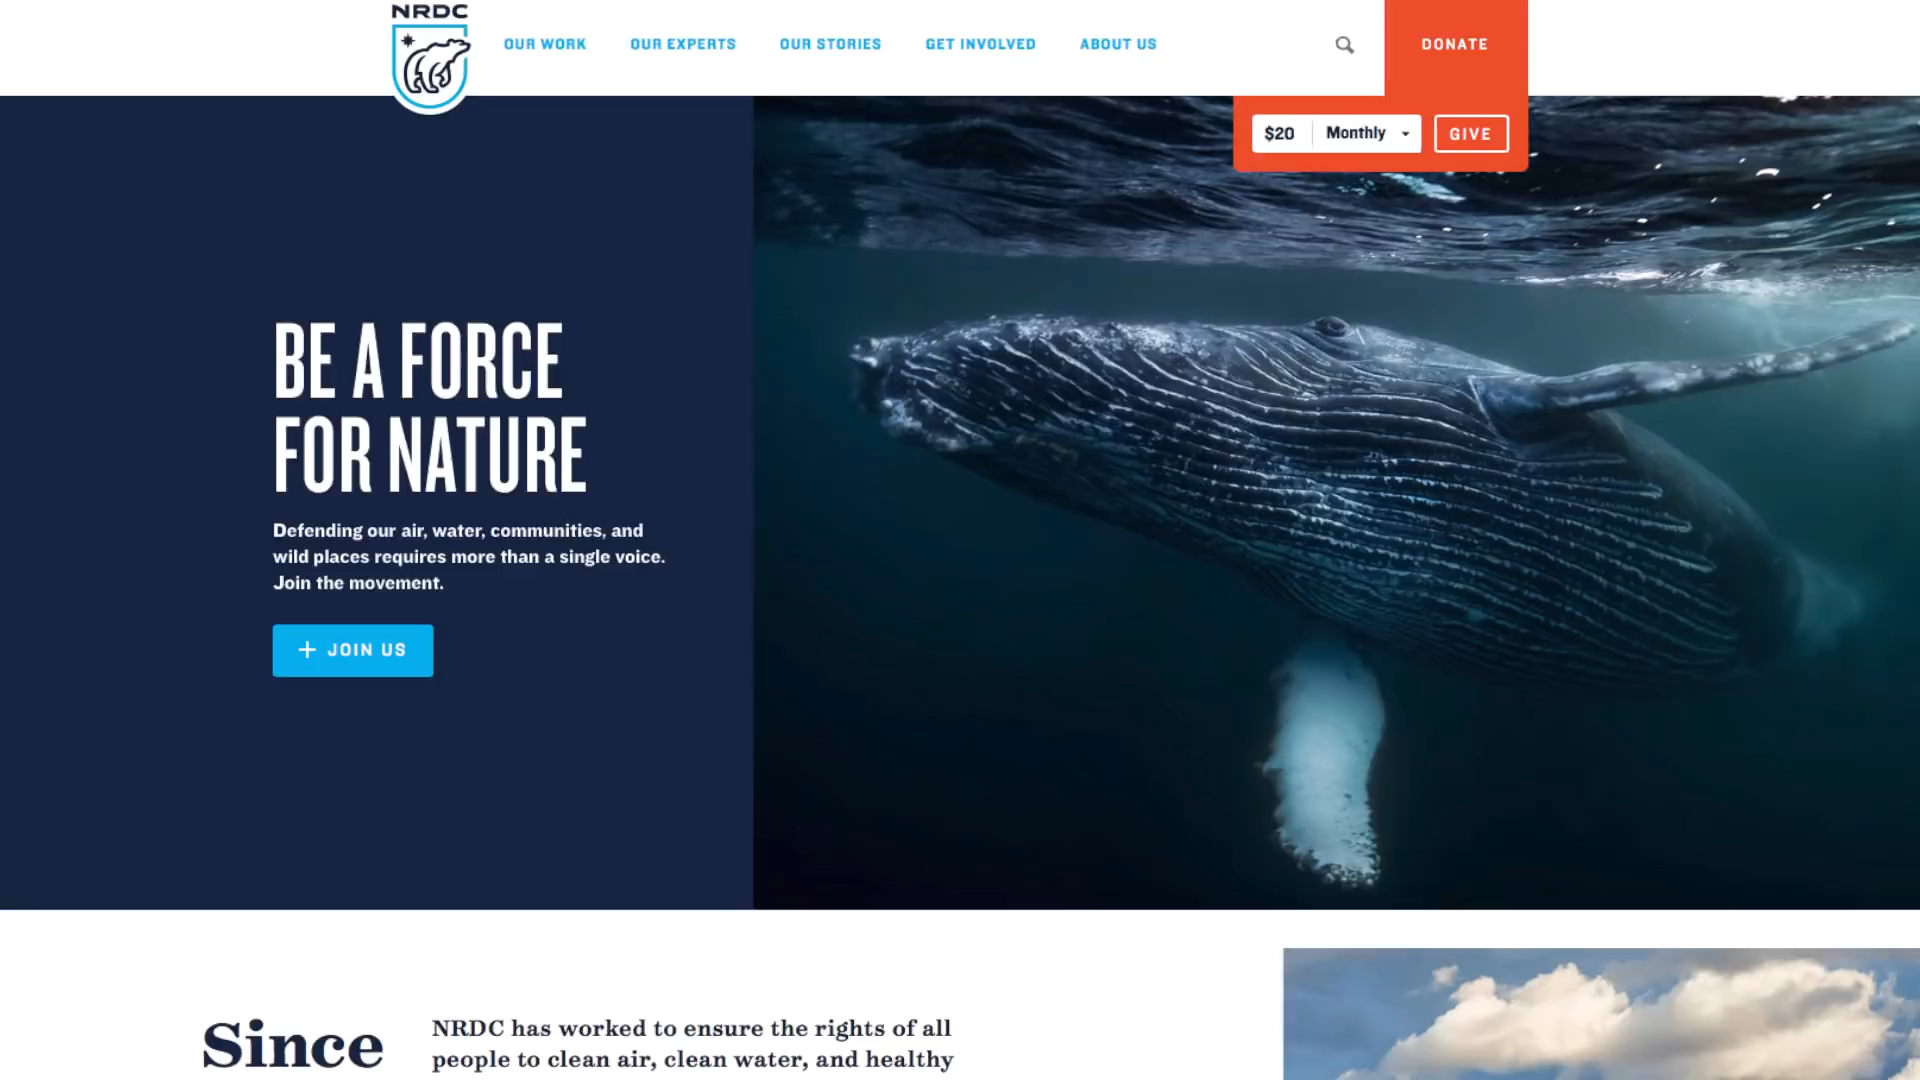 NRDC
OUR WORK
OUR EXPERTS
OUR STORIES
GET INVOLVED
ABOUT US
DONATE
$20
Monthly
GIVE
BE A FORCE
FOR NATURE
Defending our air, water, communities, and
wild places requires more than a single voice.
Join the movement.
+ JOIN US
Since
NRDC has worked to ensure the rights of all
people to clean air, clean water, and healthy